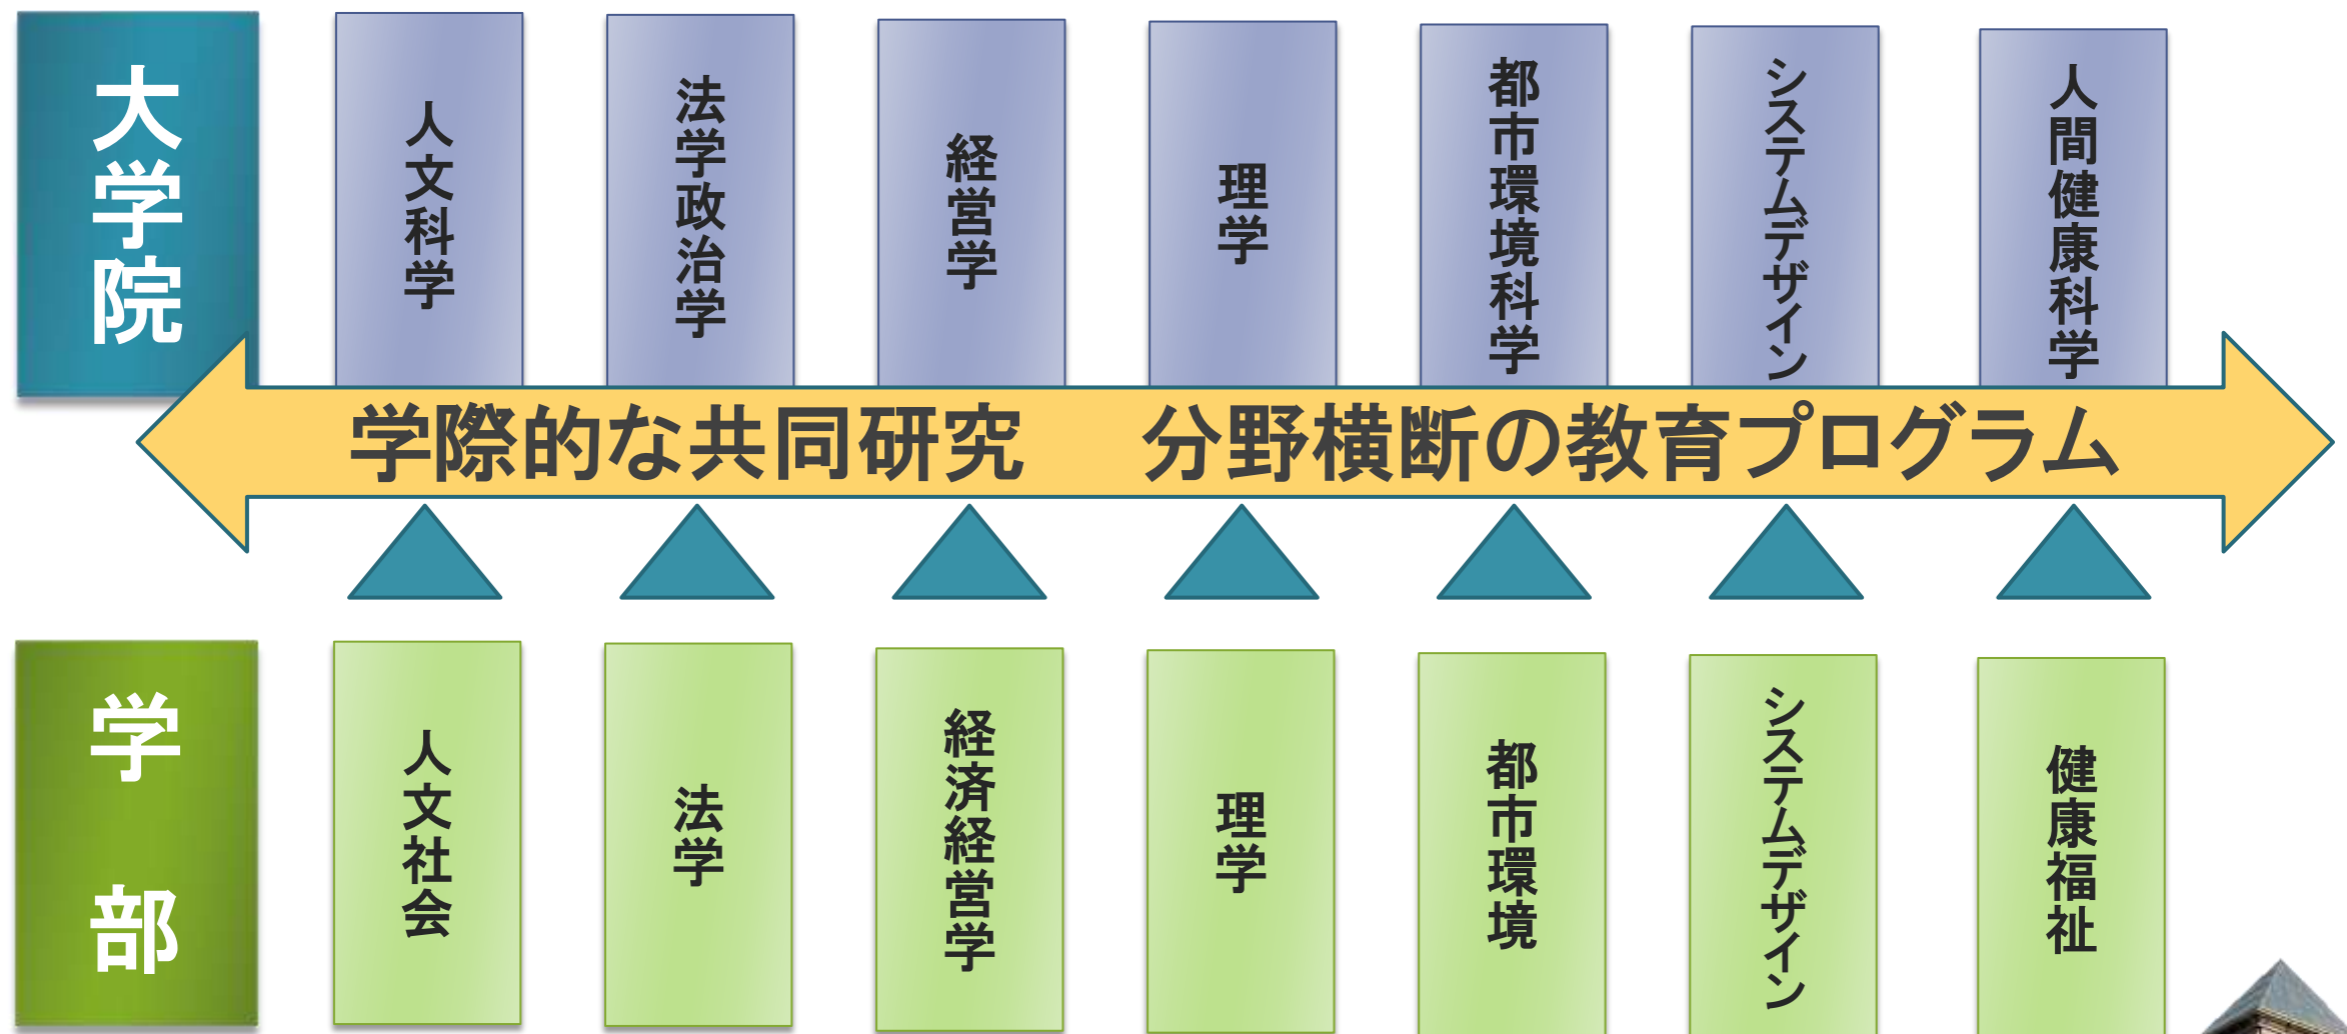 大学院
人文科学
法学政治学
経営学
理学
都市環境科学
システムデザイン
人間健康科学
学際的な共同研究　分野横断の教育プログラム
学部
人文社会
法学
経済経営学
理学
都市環境
システムデザイン
健康福祉